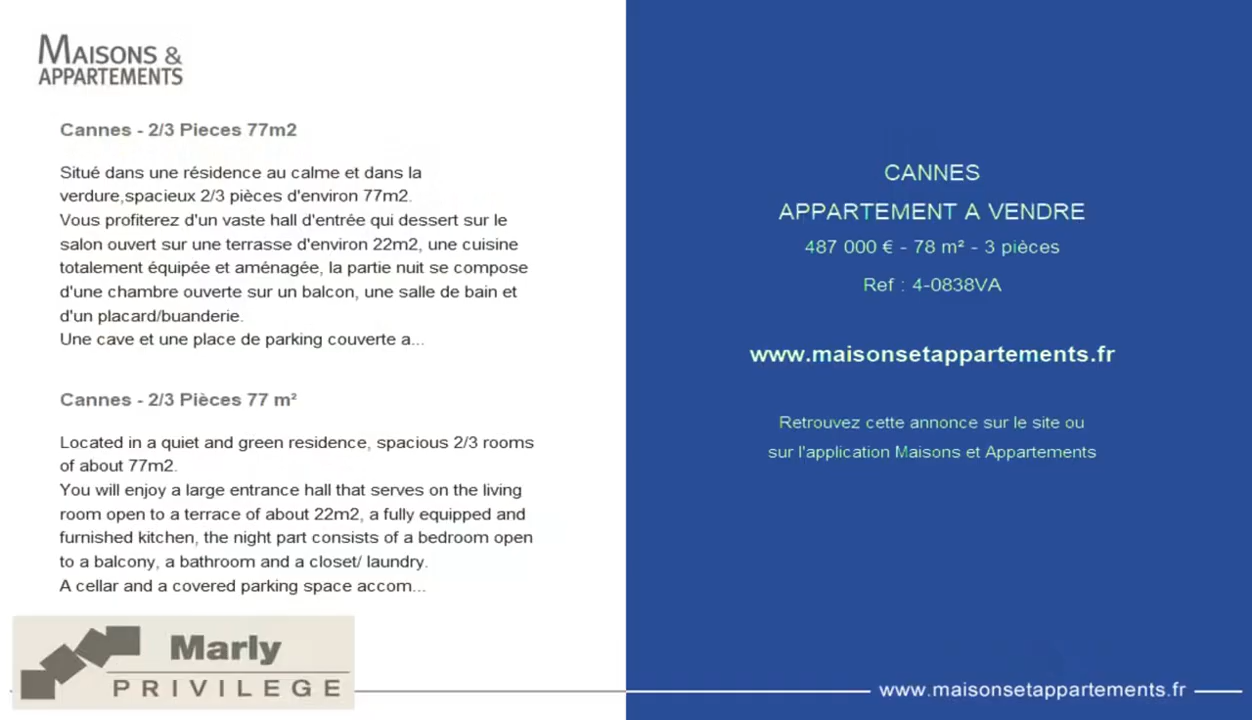 MAISONS &
APPARTEMENTS
Cannes - 2/3 Pieces 77m2
Situé dans une résidence au calme et dans la
verdure,spacieux 2/3 pièces d'environ 77m2.
Vous profiterez d'un vaste hall d'entrée qui dessert sur le
salon ouvert sur une terrasse d'environ 22m2, une cuisine
totalement équipée et aménagée, la partie nuit se compose
d'une chambre ouverte sur un balcon, une salle de bain et
d'un placard/buanderie.
Une cave et une place de parking couverte a...
Cannes - 2/3 Pièces 77 m²
Located in a quiet and green residence, spacious 2/3 rooms
of about 77m2.
You will enjoy a large entrance hall that serves on the living
room open to a terrace of about 22m2, a fully equipped and
furnished kitchen, the night part consists of a bedroom open
to a balcony, a bathroom and a closet/ laundry.
A cellar and a covered parking space accom...
Marly
PRIVILEGE
CANNES
APPARTEMENT A VENDRE
487 000 € - 78 m² - 3 pièces
Ref : 4-0838VA
www.maisonsetappartements.fr
Retrouvez cette annonce sur le site ou
sur l'application Maisons et Appartements
www.maisonsetappartements.fr